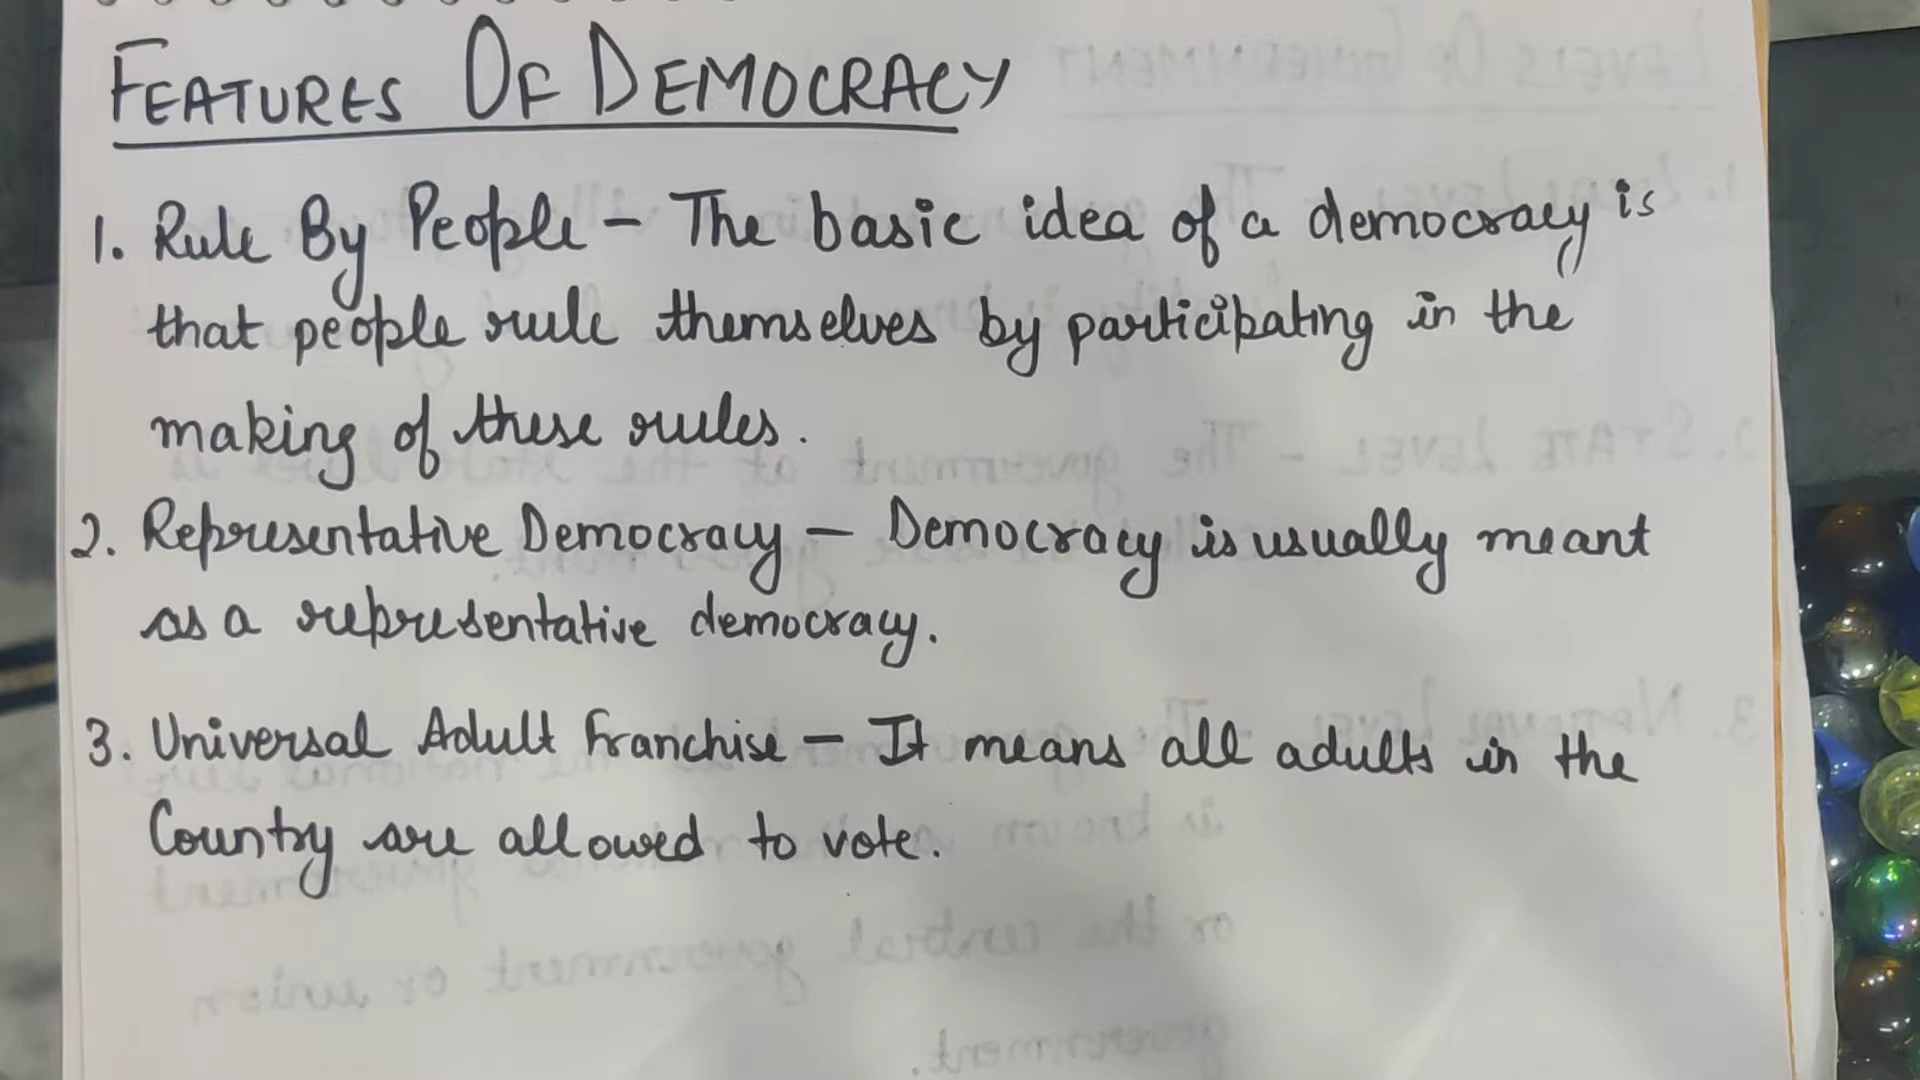 FEATURES OF DEMOCRACY
1. Rule By People - The basic idea of a democracy is
that people rule themselves by participating in the
making of these rules.
2. Representative Democracy - Democracy is usually meant
as a representative democracy.
3. Universal Adult Franchise - It means all adults in the
Country are allowed to vote.